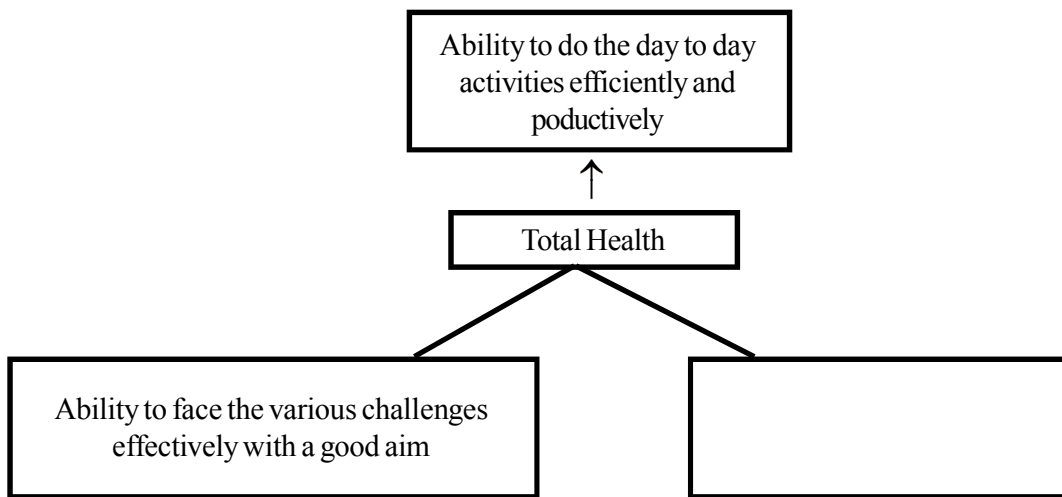 Ability to do the day to day
activities efficiently and
poductively
Total Health
Ability to face the various challenges
effectively with a good aim